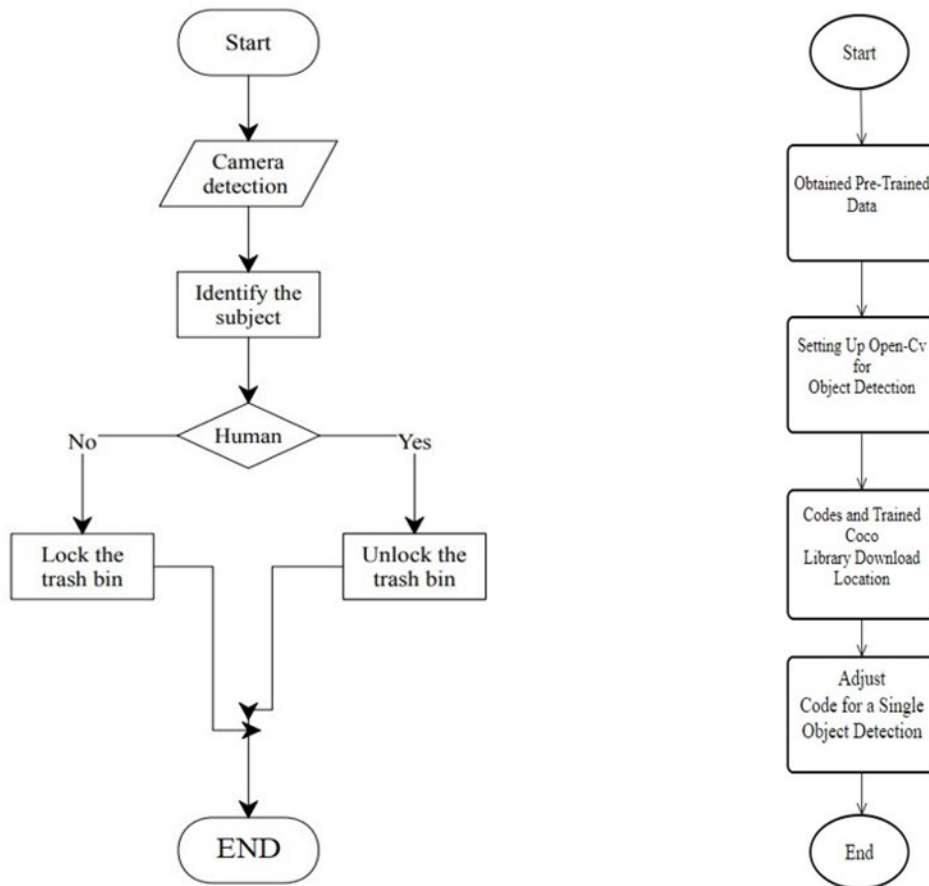 Start
Camera
detection
Identify the
subject
Human
No
Yes
Lock the
trash bin
Unlock the
trash bin
END
Start
Obtained Pre-Trained
Data
Setting Up Open-Cv
for
Object Detection
Codes and Trained
Coco
Library Download
Location
Adjust
Code for a Single
Object Detection
End